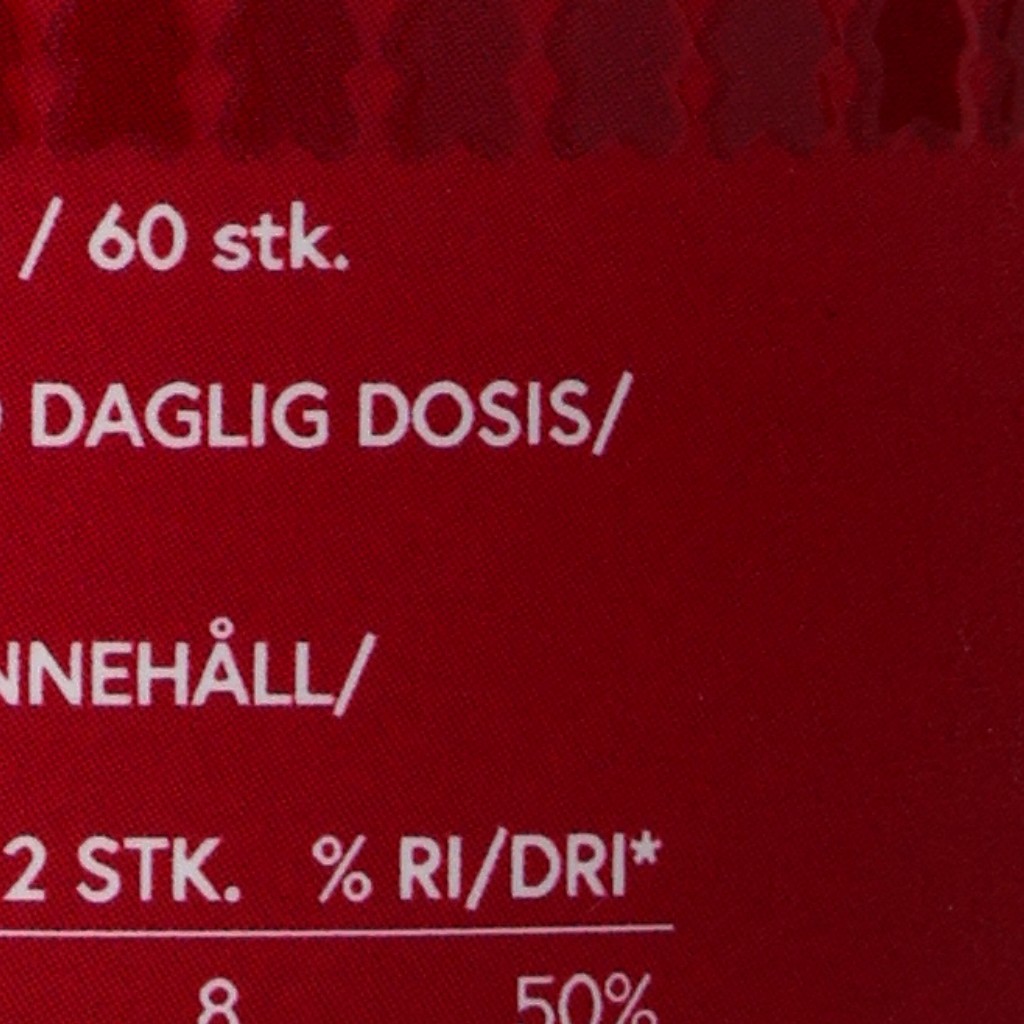 / 60 stk.
DAGLIG DOSIS/
NNEHÅLL/
2 STK. % RI/DRI*
8 50%